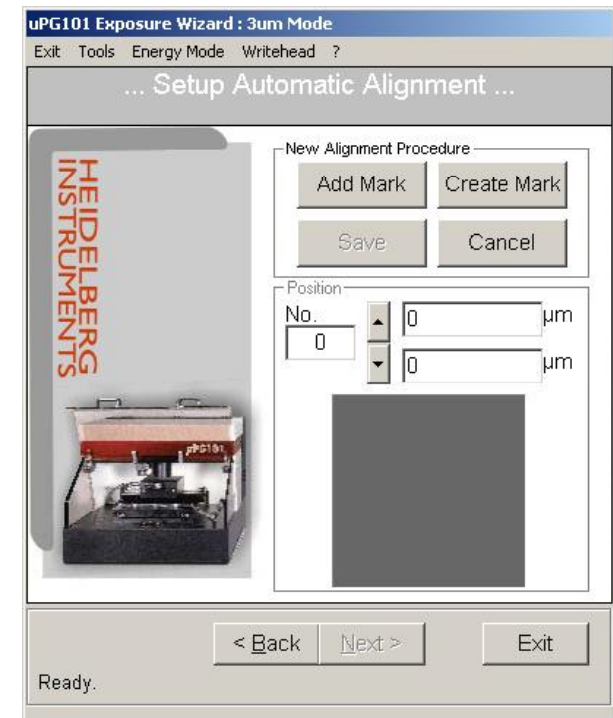 uPG101 Exposure Wizard : 3um Mode
Exit Tools Energy Mode Writehead ?
... Setup Automatic Alignment ...
HEIDELBERG
INSTRUMENTS
µPG101
New Alignment Procedure
Add Mark Create Mark
Save Cancel
Position
No.
0
0 µm
0 µm
< Back Next > Exit
Ready.